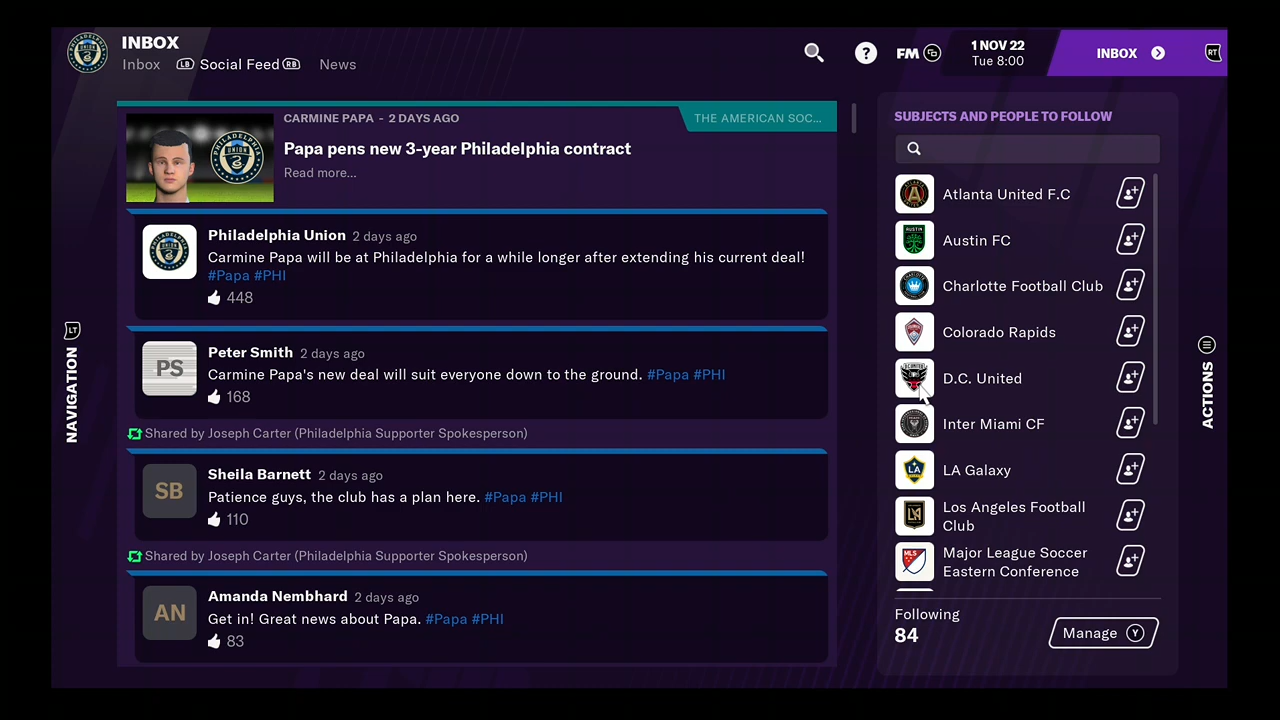 INBOX
Inbox LB Social Feed RB News
? FM 1 NOV 22
Tue 8:00
INBOX RT
CARMINE PAPA - 2 DAYS AGO
THE AMERICAN SOC...
Papa pens new 3-year Philadelphia contract
Read more...
Philadelphia Union 2 days ago
Carmine Papa will be at Philadelphia for a while longer after extending his current deal!
#Papa #PHI
448
PS
Peter Smith 2 days ago
Carmine Papa's new deal will suit everyone down to the ground. #Papa #PHI
168
Shared by Joseph Carter (Philadelphia Supporter Spokesperson)
SB
Sheila Barnett 2 days ago
Patience guys, the club has a plan here. #Papa #PHI
110
Shared by Joseph Carter (Philadelphia Supporter Spokesperson)
AN
Amanda Nembhard 2 days ago
Get in! Great news about Papa. #Papa #PHI
83
LT
NAVIGATION
SUBJECTS AND PEOPLE TO FOLLOW
Atlanta United F.C
Austin FC
Charlotte Football Club
Colorado Rapids
D.C. United
Inter Miami CF
LA Galaxy
Los Angeles Football
Club
Major League Soccer
Eastern Conference
Following
84
Manage Y
ACTIONS